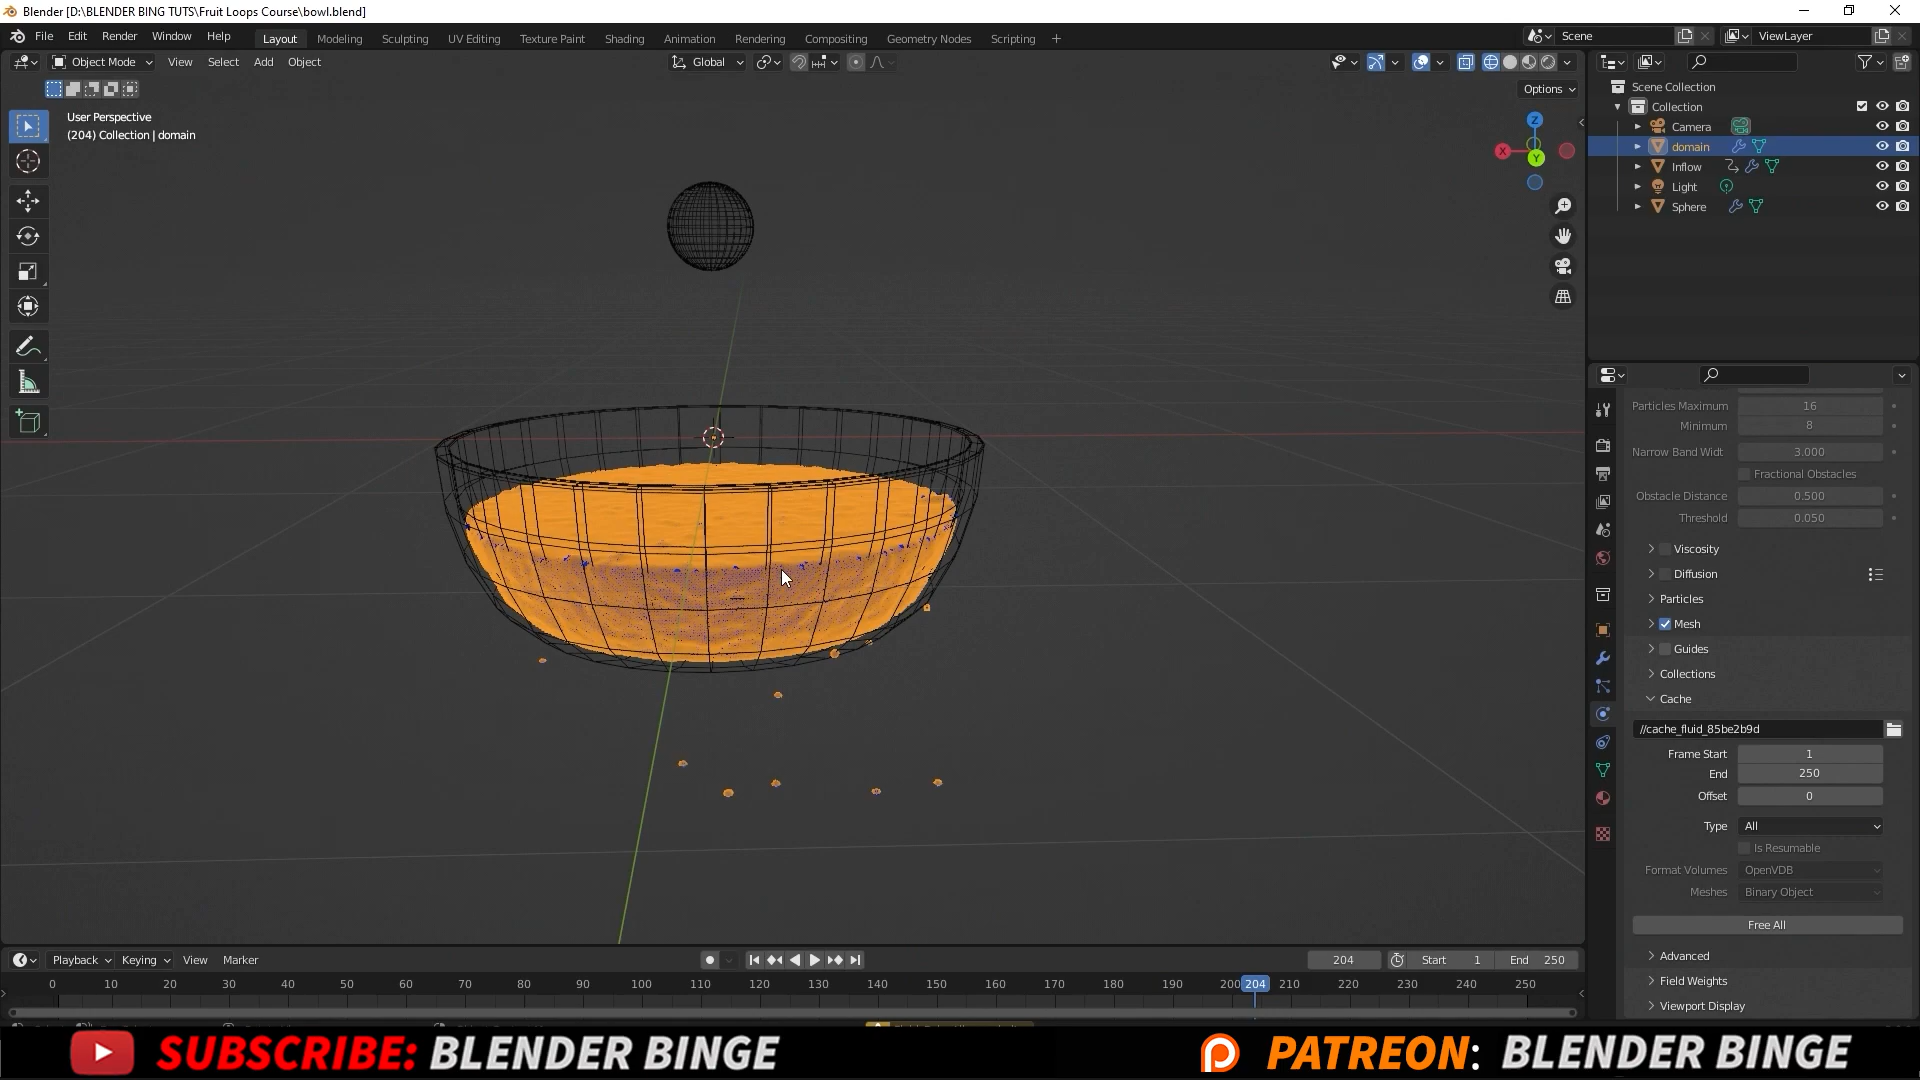 Blender [D:\BLENDER BING TUTS\Fruit Loops Course\bowl.blend]
File Edit Render Window Help
Layout Modeling Sculpting UV Editing Texture Paint Shading Animation Rendering Compositing Geometry Nodes Scripting +
Scene ViewLayer
Object Mode View Select Add Object
Global
Options
User Perspective
(204) Collection | domain
Z
X
Y
Scene Collection
Collection
Camera
domain
Inflow
Light
Sphere
Particles Maximum 16
Minimum 8
Narrow Band Widt 3.000
Fractional Obstacles
Obstacle Distance 0.500
Threshold 0.050
Viscosity
Diffusion
Particles
Mesh
Guides
Collections
Cache
//cache_fluid_85be2b9d
Frame Start 1
End 250
Offset 0
Type All
Is Resumable
Format Volumes OpenVDB
Meshes Binary Object
Free All
Advanced
Field Weights
Viewport Display
Playback Keying View Marker
204 Start 1 End 250
0 10 20 30 40 50 60 70 80 90 100 110 120 130 140 150 160 170 180 190 200 204 210 220 230 240 250
SUBSCRIBE: BLENDER BINGE
PATREON: BLENDER BINGE